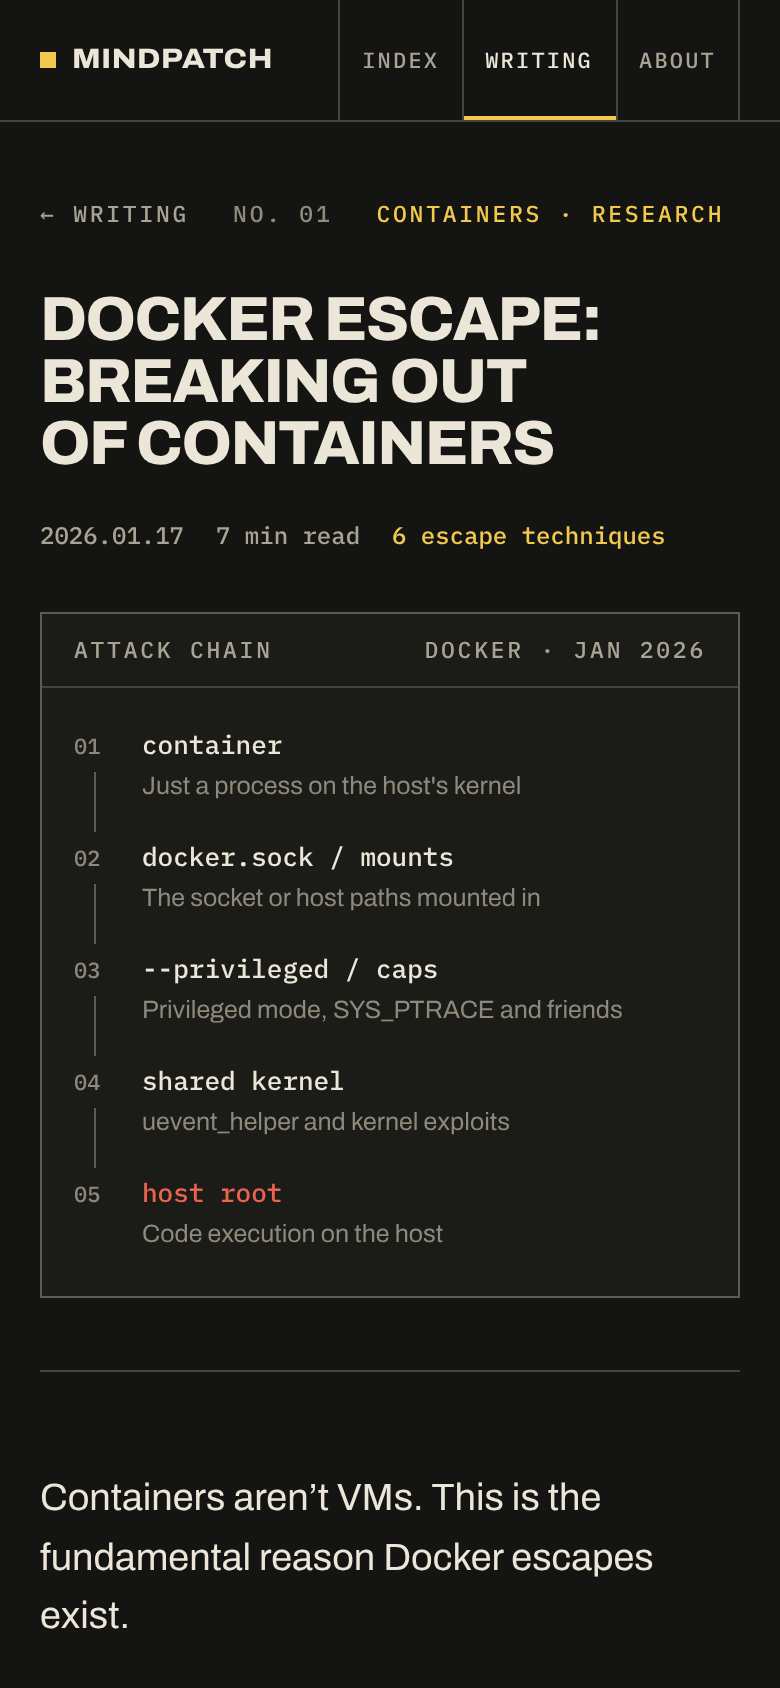 MINDPATCH INDEX WRITING ABOUT
← WRITING NO. 01 CONTAINERS · RESEARCH
DOCKER ESCAPE:
BREAKING OUT
OF CONTAINERS
2026.01.17 7 min read 6 escape techniques
ATTACK CHAIN DOCKER · JAN 2026
01 container
Just a process on the host's kernel
02 docker.sock / mounts
The socket or host paths mounted in
03 --privileged / caps
Privileged mode, SYS_PTRACE and friends
04 shared kernel
uevent_helper and kernel exploits
05 host root
Code execution on the host
Containers aren’t VMs. This is the
fundamental reason Docker escapes
exist.